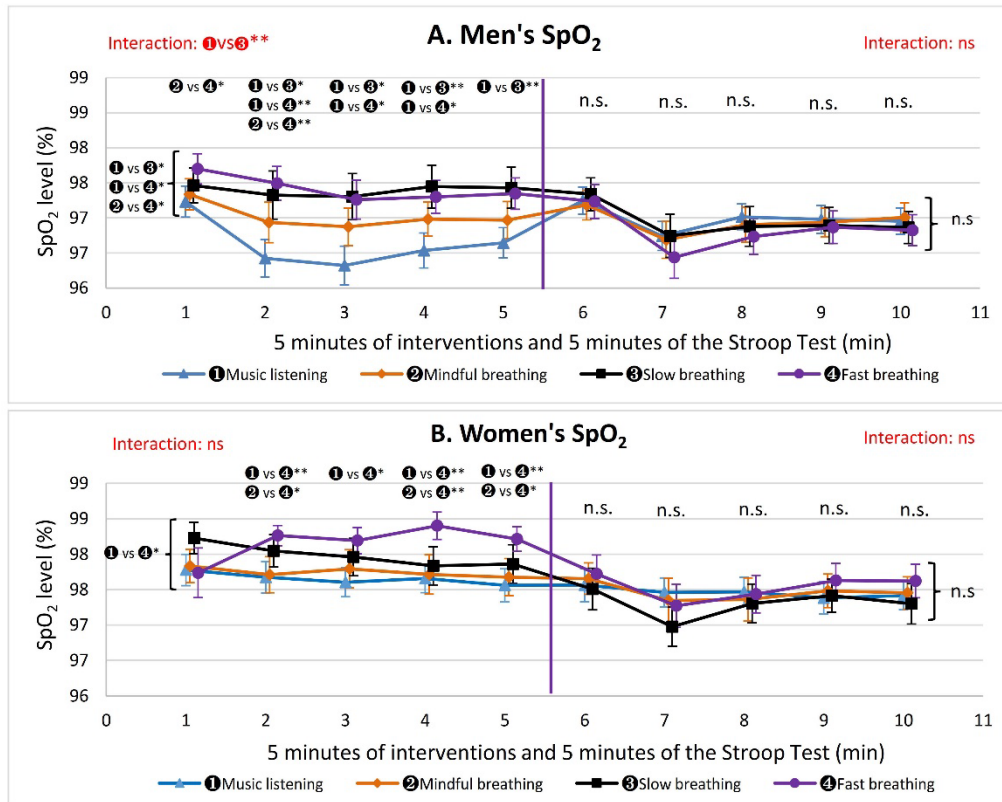 A. Men's SpO₂
Interaction: ❶vs❸**
Interaction: ns
❷ vs ❹*
❶ vs ❸*
❶ vs ❹**
❷ vs ❹**
❶ vs ❸*
❶ vs ❹*
❶ vs ❸**
❶ vs ❹*
❶ vs ❸**
n.s.
n.s.
n.s.
n.s.
n.s.
❶ vs ❸*
❶ vs ❹*
❷ vs ❹*
n.s
SpO₂ level (%)
99
99
98
98
97
97
96
0 1 2 3 4 5 6 7 8 9 10
5 minutes of interventions and 5 minutes of the Stroop Test (min)
❶Music listening ❷Mindful breathing ❸Slow breathing ❹Fast breathing
B. Women's SpO₂
Interaction: ns
Interaction: ns
❶ vs ❹**
❷ vs ❹*
❶ vs ❹*
❶ vs ❹**
❷ vs ❹**
❶ vs ❹**
❷ vs ❹*
n.s.
n.s.
n.s.
n.s.
n.s.
❶ vs ❹*
n.s
SpO₂ level (%)
99
99
98
98
97
97
96
0 1 2 3 4 5 6 7 8 9 10
5 minutes of interventions and 5 minutes of the Stroop Test (min)
❶Music listening ❷Mindful breathing ❸Slow breathing ❹Fast breathing